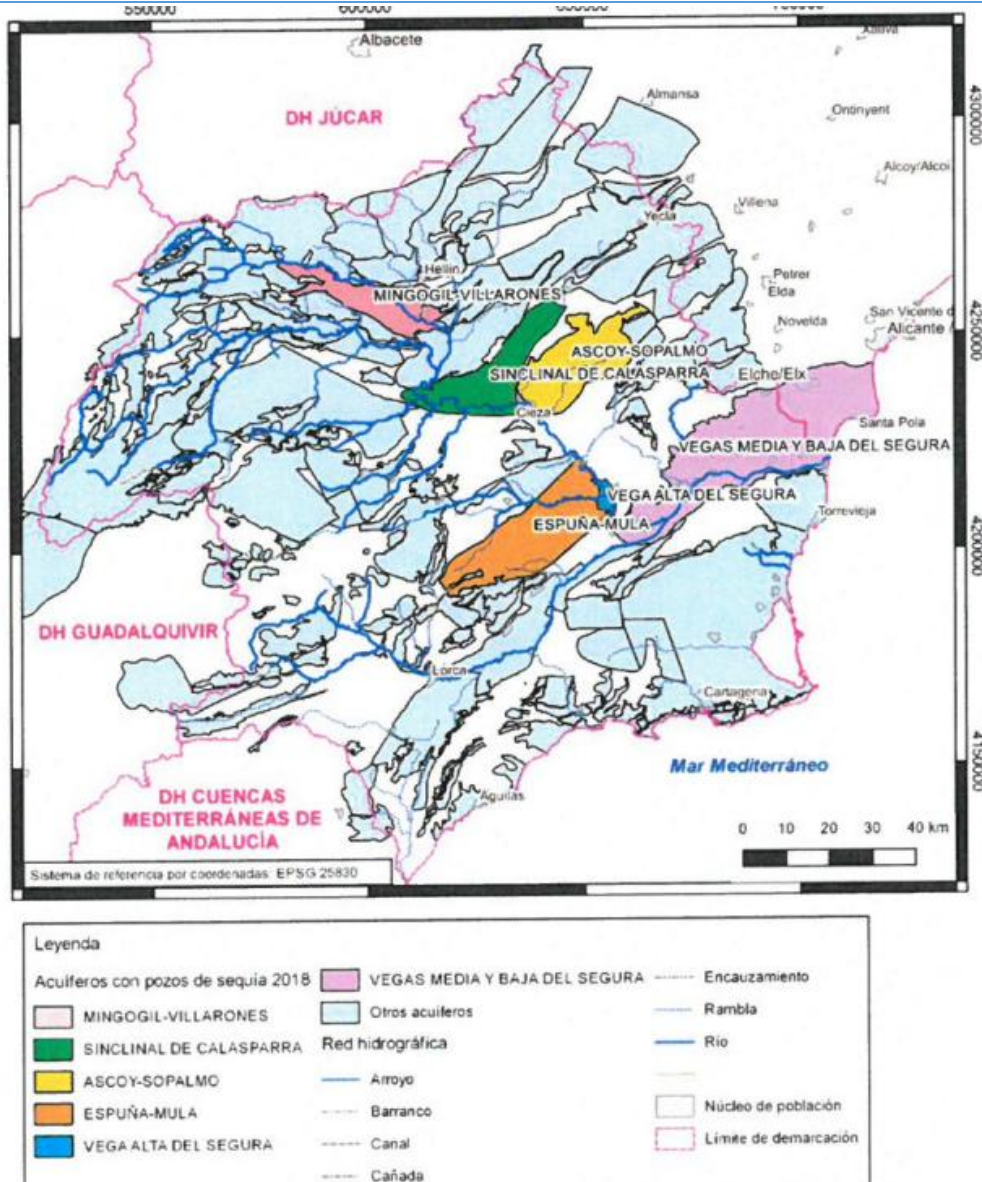 550000
600000
Albacete
Almansa
DH JÚCAR
Ontinyent
4300000
Alcoy/Alcoi
Villena
Yecla
Hellín
Petrer
Elda
MINGOGIL-VILLARONES
Novelda
San Vicente d
Alicante /
4250000
ASCOY-SOPALMO
SINCLINAL DE CALASPARRA
Elche/Elx
Cieza
Santa Pola
VEGAS MEDIA Y BAJA DEL SEGURA
VEGA ALTA DEL SEGURA
Torrevieja
ESPUÑA-MULA
4200000
DH GUADALQUIVIR
Lorca
Cartagena
Mar Mediterráneo
4150000
DH CUENCAS
MEDITERRÁNEAS DE
ANDALUCÍA
Aguilas
0 10 20 30 40 km
Sistema de referencia por coordenadas: EPSG 25830
550000
600000
Leyenda
Acuíferos con pozos de sequía 2018
MINGOGIL-VILLARONES
SINCLINAL DE CALASPARRA
ASCOY-SOPALMO
ESPUÑA-MULA
VEGA ALTA DEL SEGURA
VEGAS MEDIA Y BAJA DEL SEGURA
Otros acuíferos
Red hidrográfica
Arroyo
Barranco
Canal
Cañada
Encauzamiento
Rambla
Río
Núcleo de población
Límite de demarcación